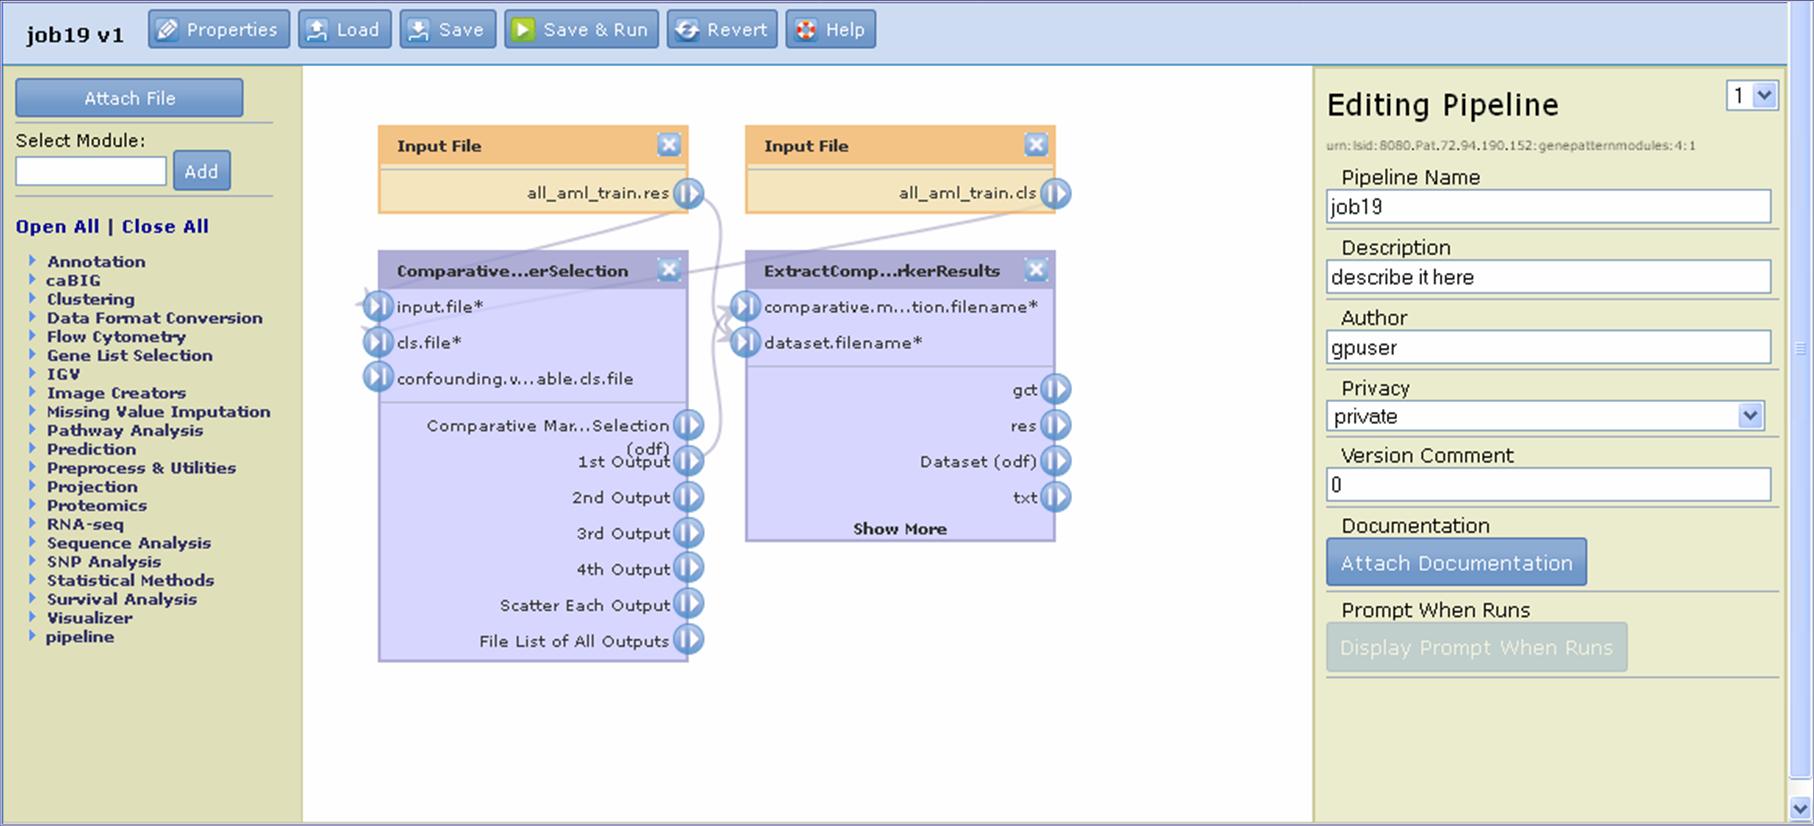 job19 v1
Properties
Load
Save
Save & Run
Revert
Help
Attach File
Select Module:
Add
Open All | Close All
Annotation
caBIG
Clustering
Data Format Conversion
Flow Cytometry
Gene List Selection
IGV
Image Creators
Missing Value Imputation
Pathway Analysis
Prediction
Preprocess & Utilities
Projection
Proteomics
RNA-seq
Sequence Analysis
SNP Analysis
Statistical Methods
Survival Analysis
Visualizer
pipeline
Input File
all_aml_train.res
Input File
all_aml_train.cls
Comparative...erSelection
input.file*
cls.file*
confounding.v...able.cls.file
Comparative Mar...Selection
(odf)
1st Output
2nd Output
3rd Output
4th Output
Scatter Each Output
File List of All Outputs
ExtractComp...rkerResults
comparative.m...tion.filename*
dataset.filename*
gct
res
Dataset (odf)
txt
Show More
Editing Pipeline
1
urn:lsid:8080.Pat.72.94.190.152:genepatternmodules:4:1
Pipeline Name
job19
Description
describe it here
Author
gpuser
Privacy
private
Version Comment
0
Documentation
Attach Documentation
Prompt When Runs
Display Prompt When Runs